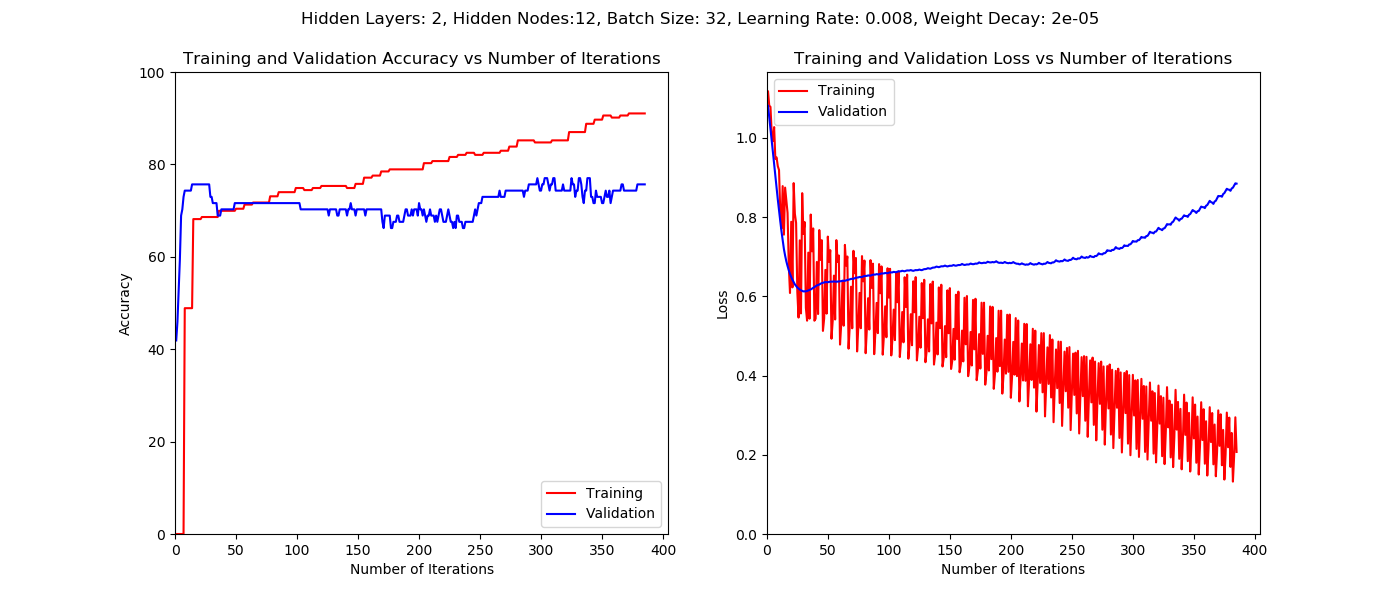 Hidden Layers: 2, Hidden Nodes:12, Batch Size: 32, Learning Rate: 0.008, Weight Decay: 2e-05
Training and Validation Accuracy vs Number of Iterations
100
80
60
40
20
0
Accuracy
0 50 100 150 200 250 300 350 400
Number of Iterations
Training
Validation
Training and Validation Loss vs Number of Iterations
Training
Validation
1.0
0.8
0.6
0.4
0.2
0.0
Loss
0 50 100 150 200 250 300 350 400
Number of Iterations